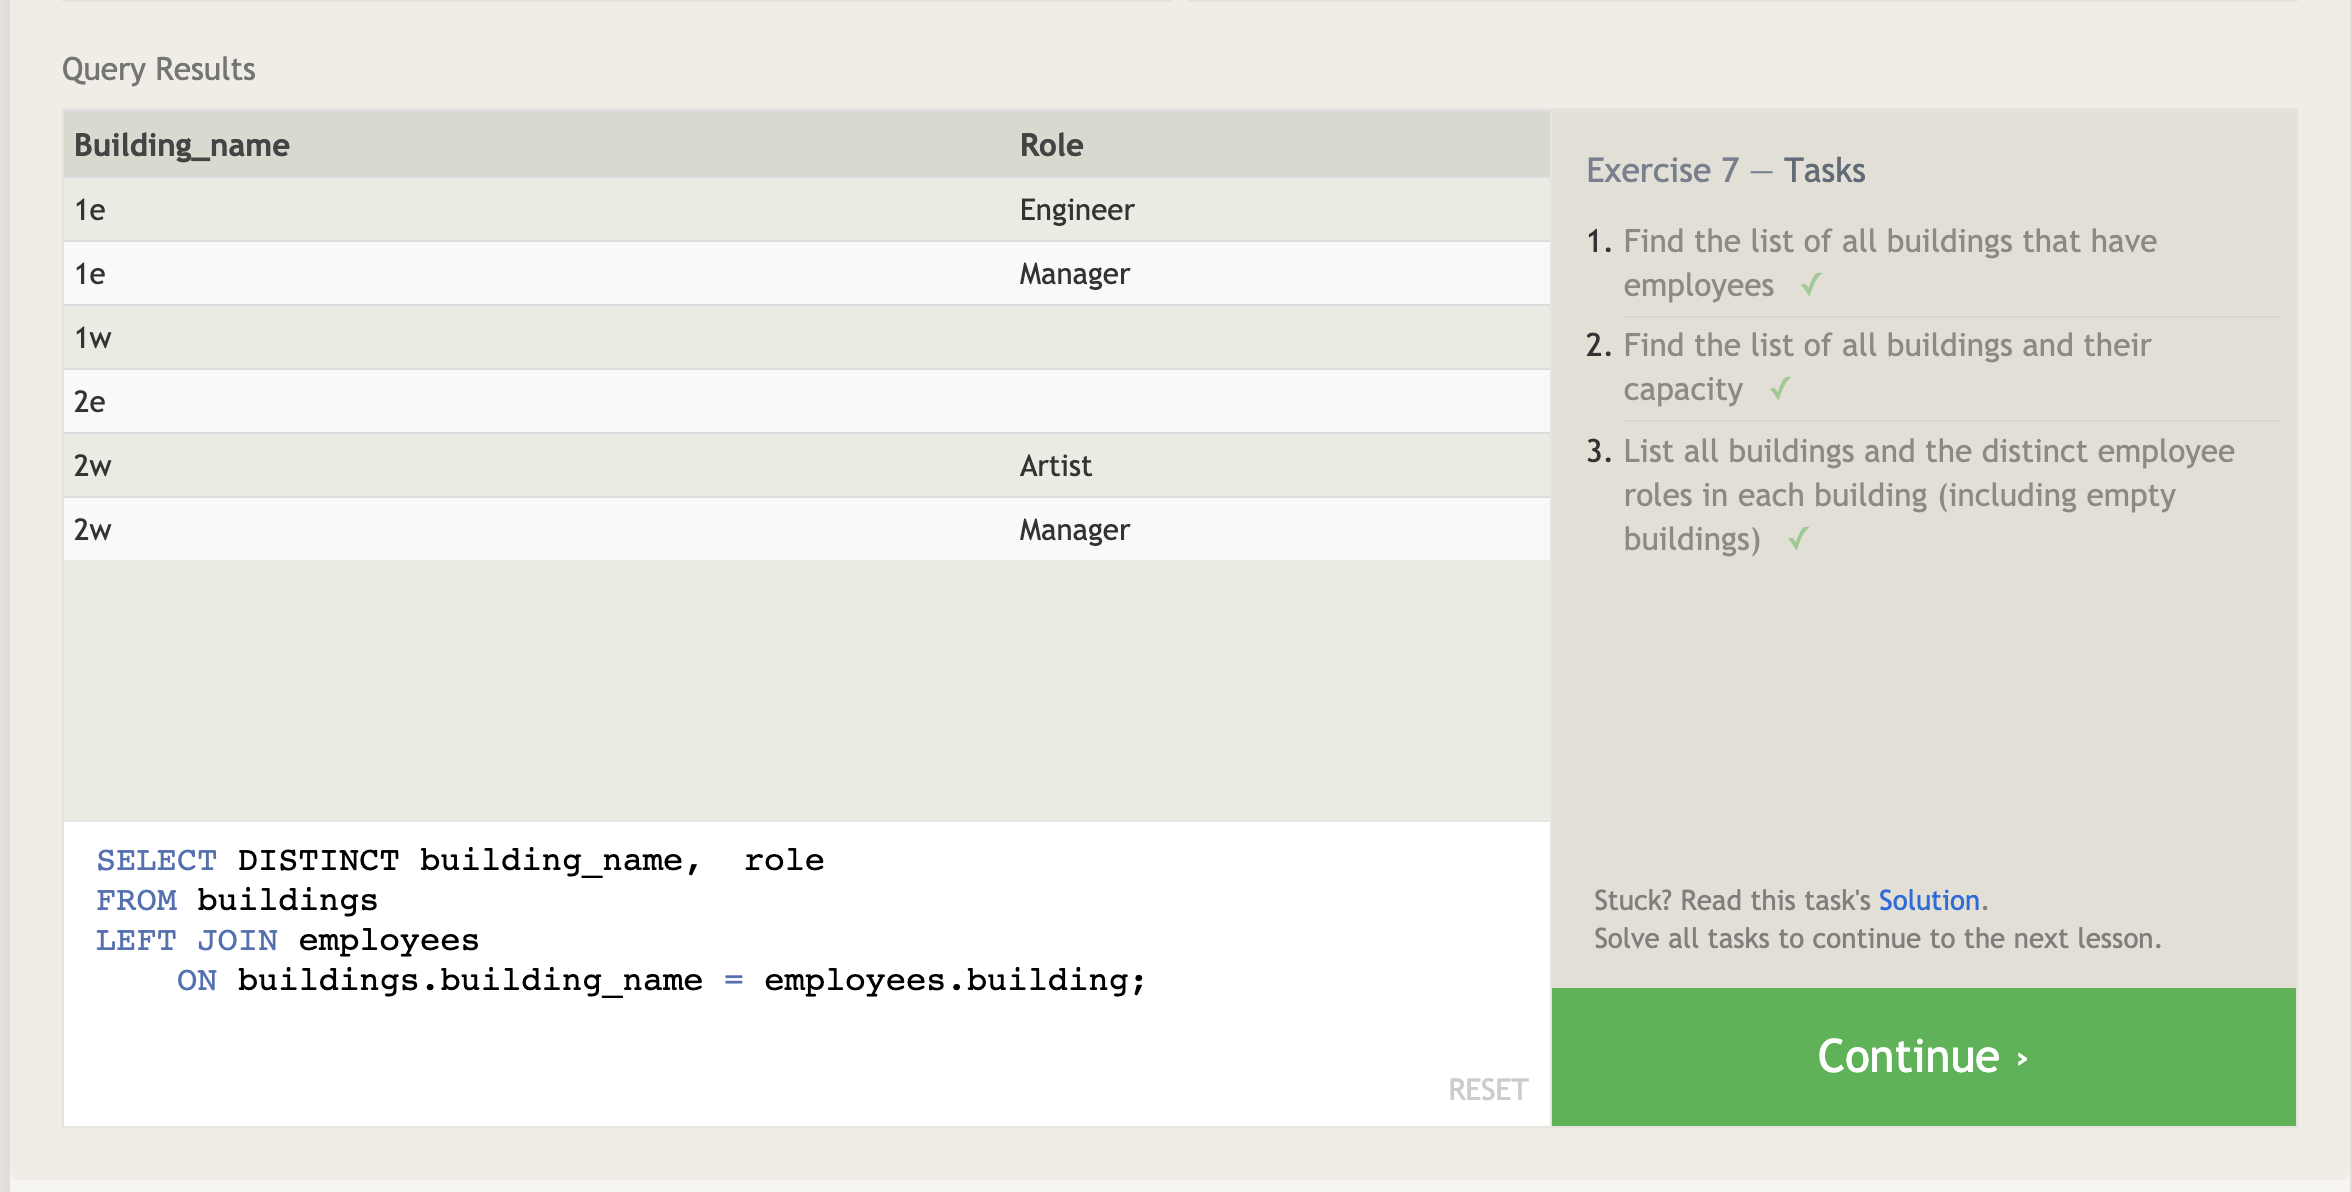 Query Results
Building_name Role
1e Engineer
1e Manager
1w
2e
2w Artist
2w Manager
SELECT DISTINCT building_name,  role
FROM buildings
LEFT JOIN employees
    ON buildings.building_name = employees.building;
RESET
Exercise 7 — Tasks
1. Find the list of all buildings that have
employees ✓
2. Find the list of all buildings and their
capacity ✓
3. List all buildings and the distinct employee
roles in each building (including empty
buildings) ✓
Stuck? Read this task's Solution.
Solve all tasks to continue to the next lesson.
Continue ›